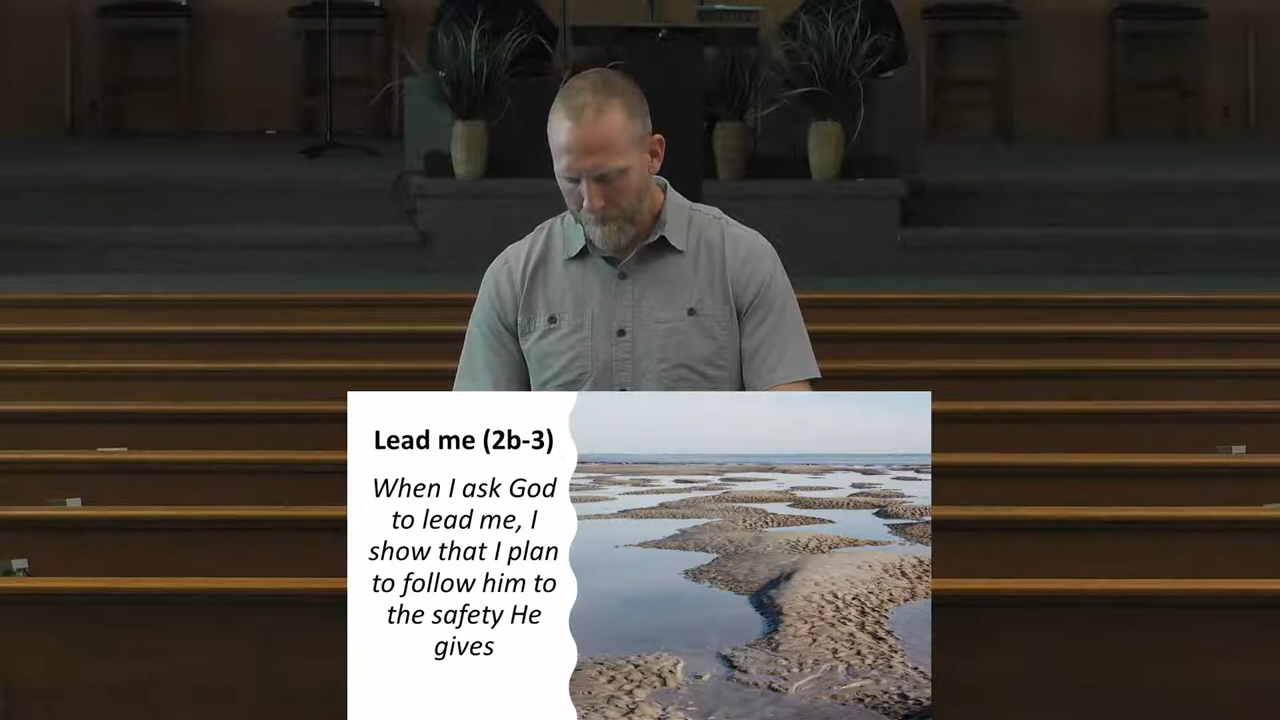 Lead me (2b-3)
When I ask God
to lead me, I
show that I plan
to follow him to
the safety He
gives